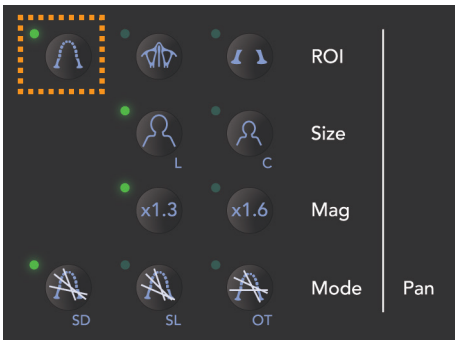 ROI
Size
L C
x1.3 x1.6 Mag
Mode Pan
SD SL OT